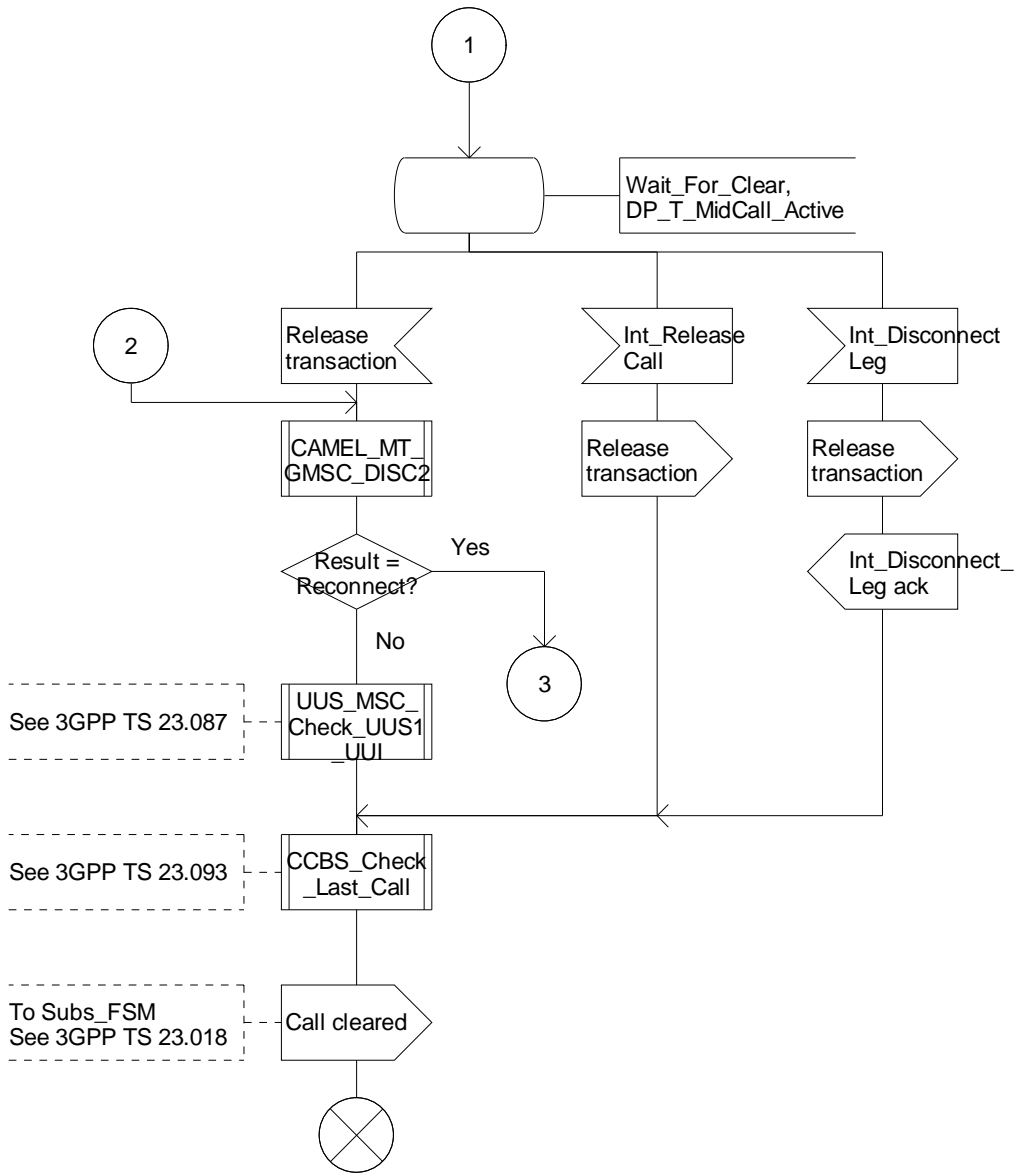 1
Wait_For_Clear,
DP_T_MidCall_Active
Release
transaction
Int_Release
Call
Int_Disconnect
Leg
2
CAMEL_MT_
GMSC_DISC2
Release
transaction
Release
transaction
Result =
Reconnect?
Yes
Int_Disconnect_
Leg ack
No
3
See 3GPP TS 23.087
UUS_MSC_
Check_UUS1
_UUI
See 3GPP TS 23.093
CCBS_Check
_Last_Call
To Subs_FSM
See 3GPP TS 23.018
Call cleared